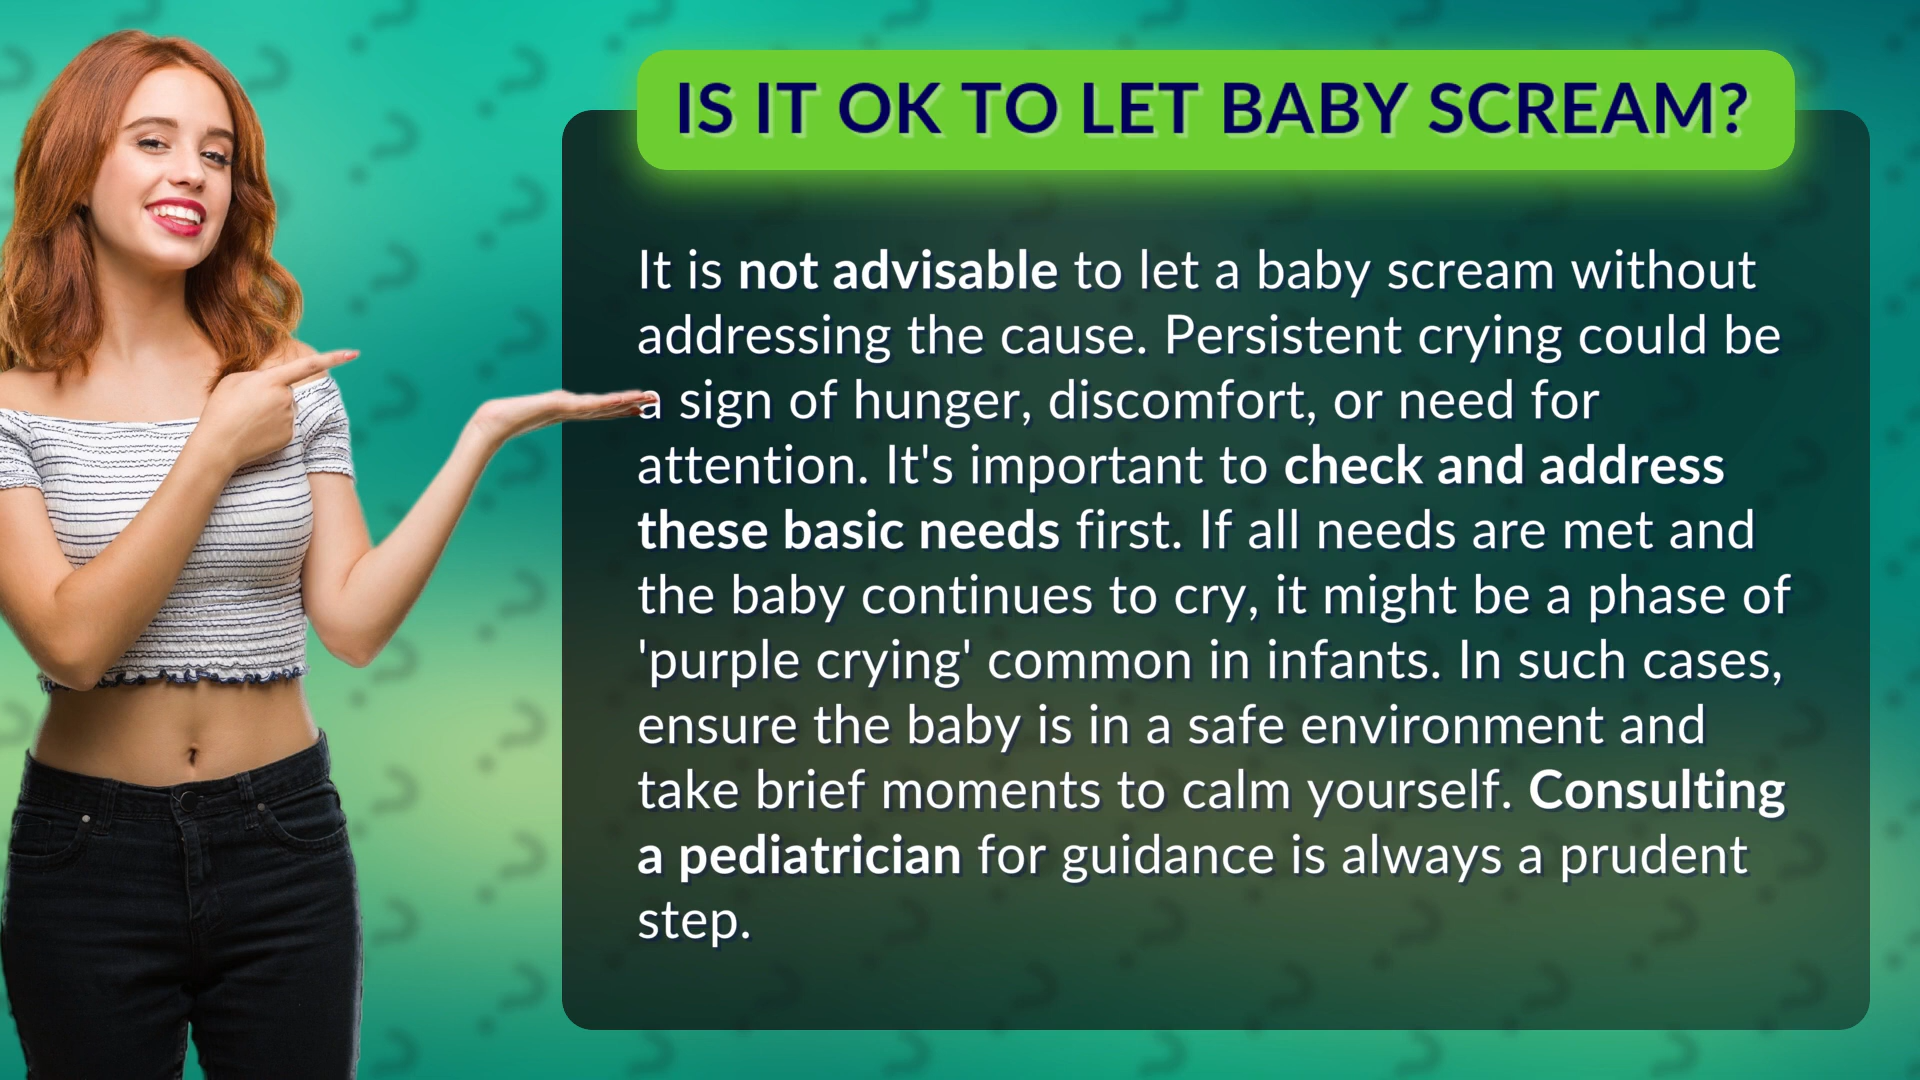 IS IT OK TO LET BABY SCREAM?
It is not advisable to let a baby scream without
addressing the cause. Persistent crying could be
a sign of hunger, discomfort, or need for
attention. It's important to check and address
these basic needs first. If all needs are met and
the baby continues to cry, it might be a phase of
'purple crying' common in infants. In such cases,
ensure the baby is in a safe environment and
take brief moments to calm yourself. Consulting
a pediatrician for guidance is always a prudent
step.